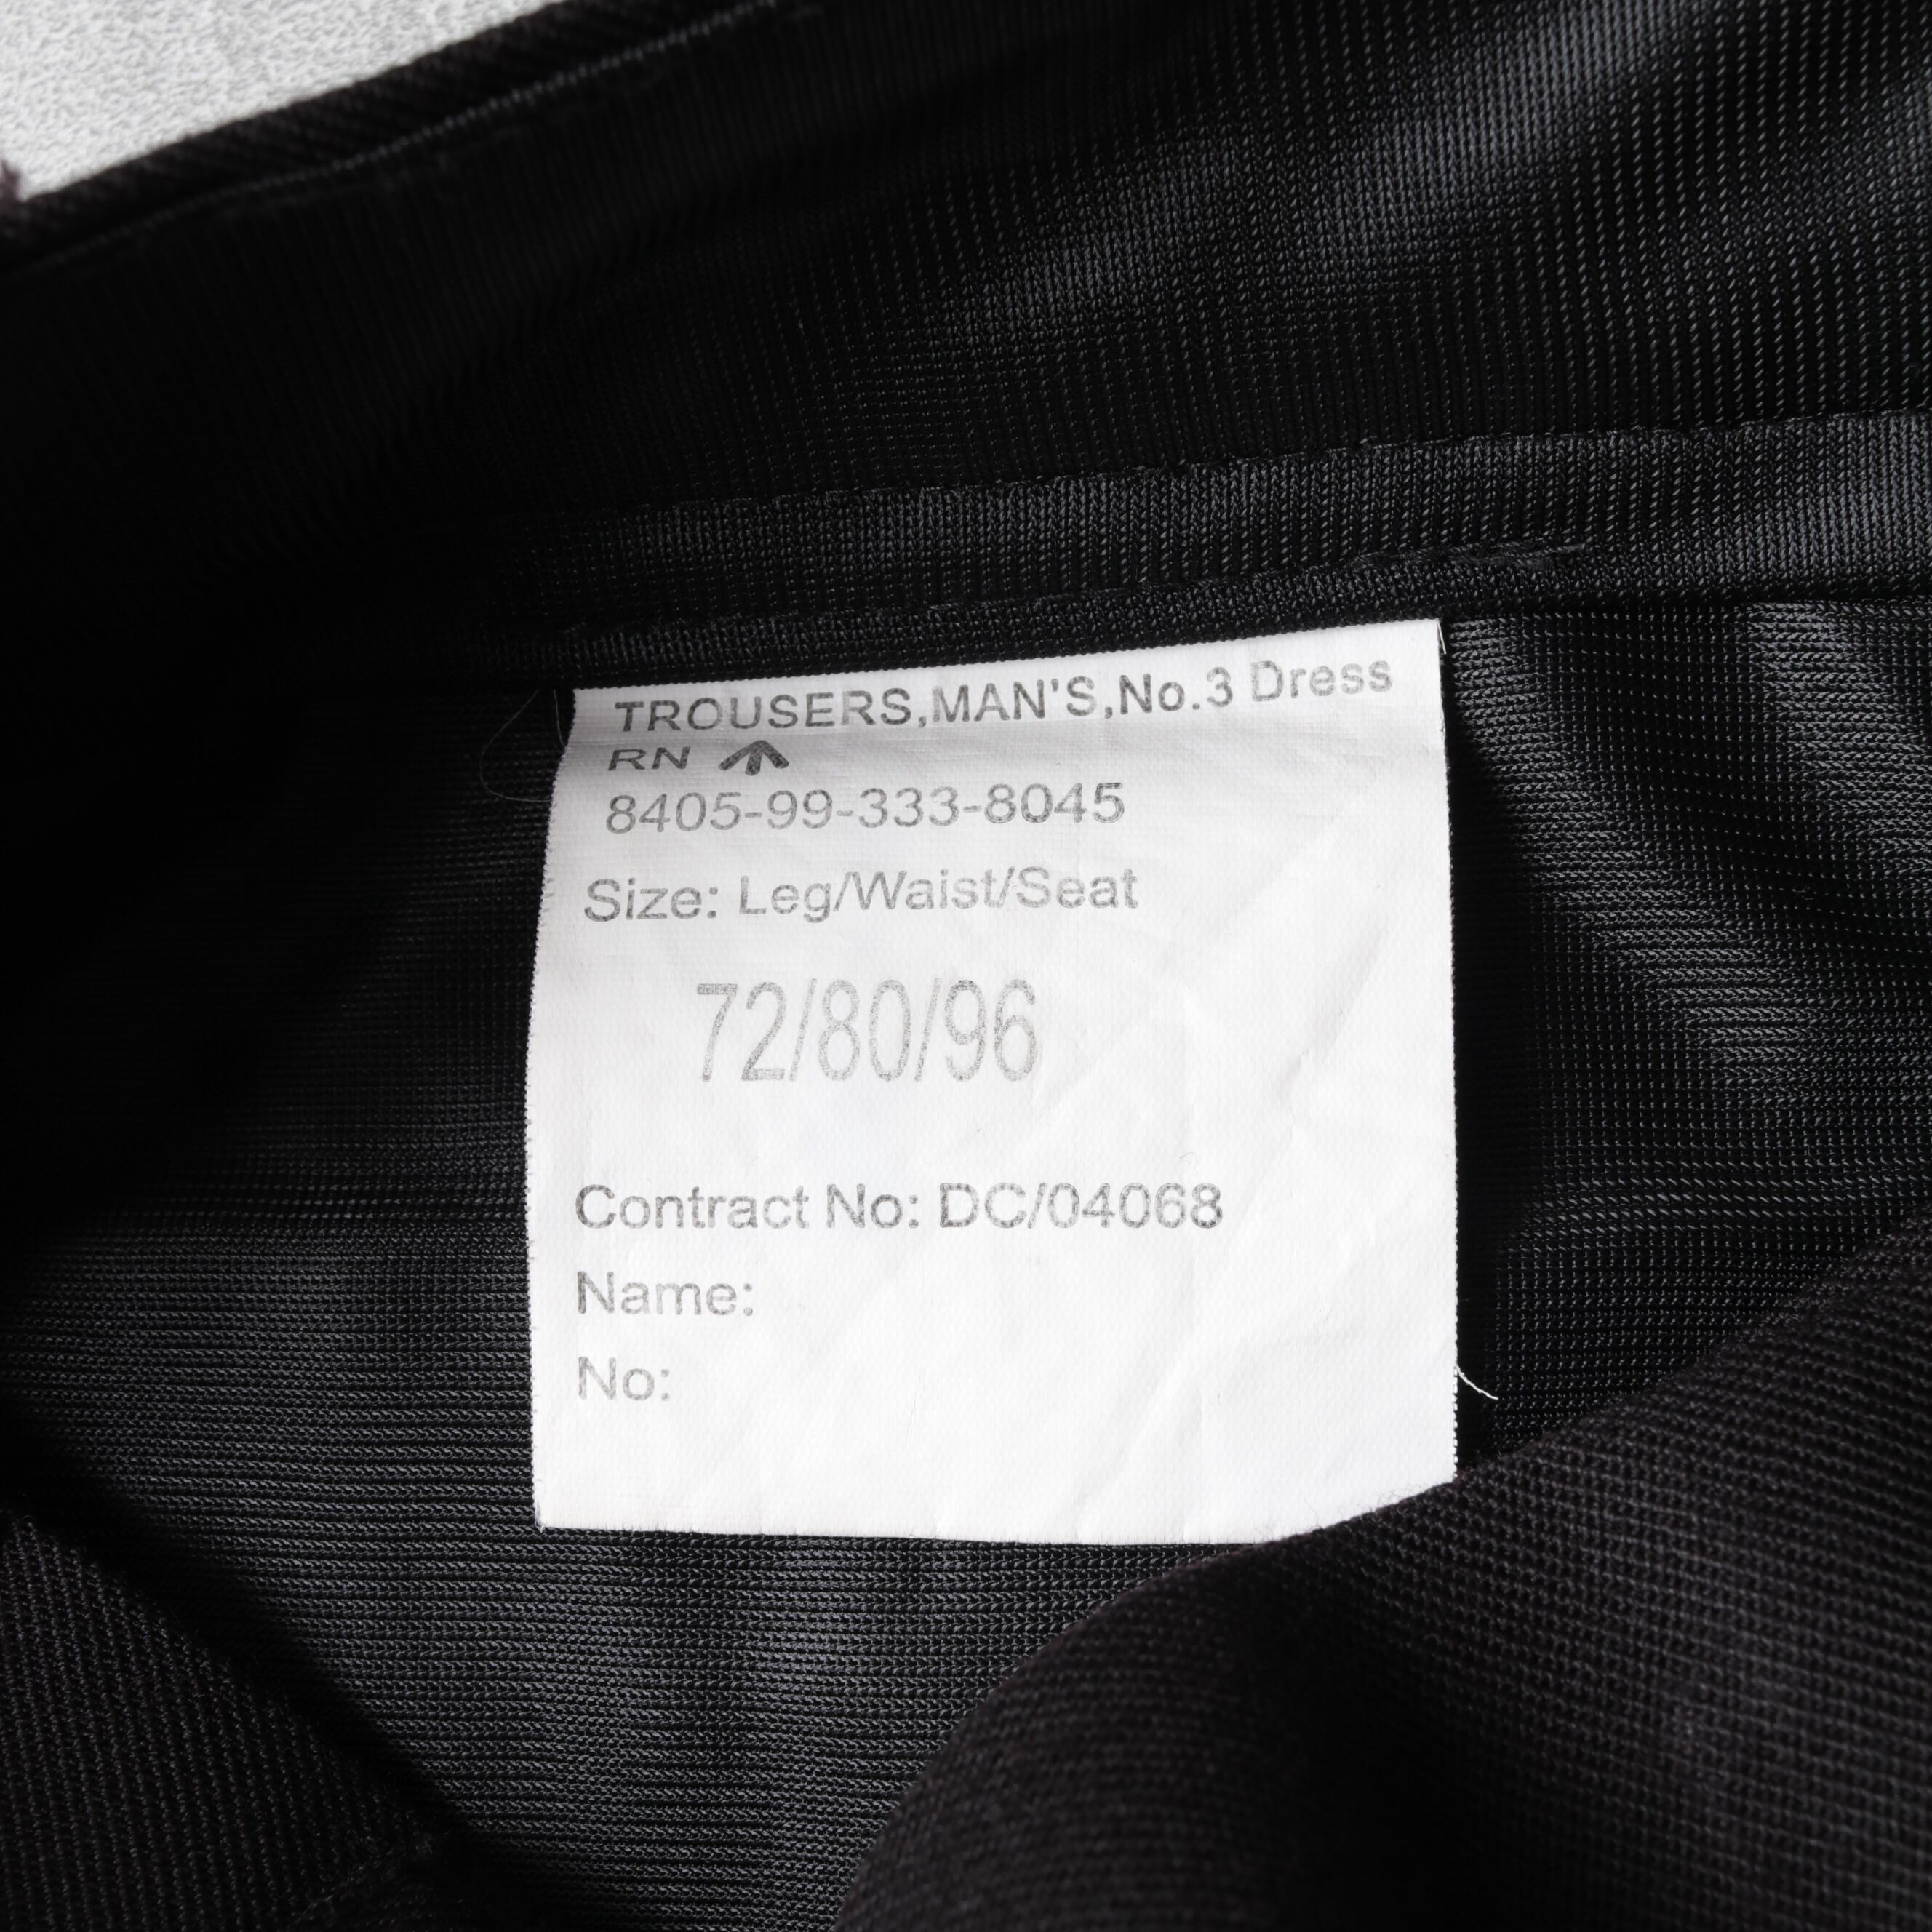 TROUSERS,MAN'S,No.3 Dress
RN
8405-99-333-8045
Size: Leg/Waist/Seat
72/80/96
Contract No: DC/04068
Name:
No: